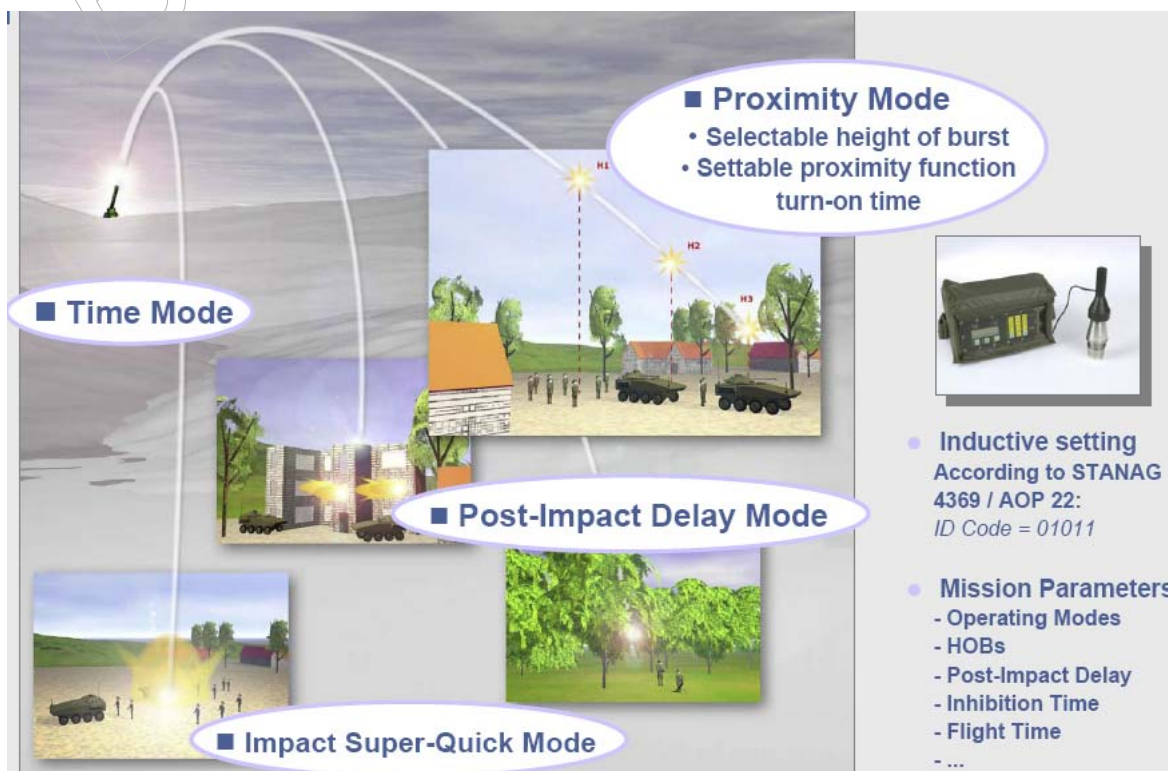 ■ Proximity Mode
• Selectable height of burst
• Settable proximity function
turn-on time
H1
H2
H3
■ Time Mode
■ Post-Impact Delay Mode
■ Impact Super-Quick Mode
● Inductive setting
According to STANAG
4369 / AOP 22:
ID Code = 01011
● Mission Parameters
- Operating Modes
- HOBs
- Post-Impact Delay
- Inhibition Time
- Flight Time
- ...